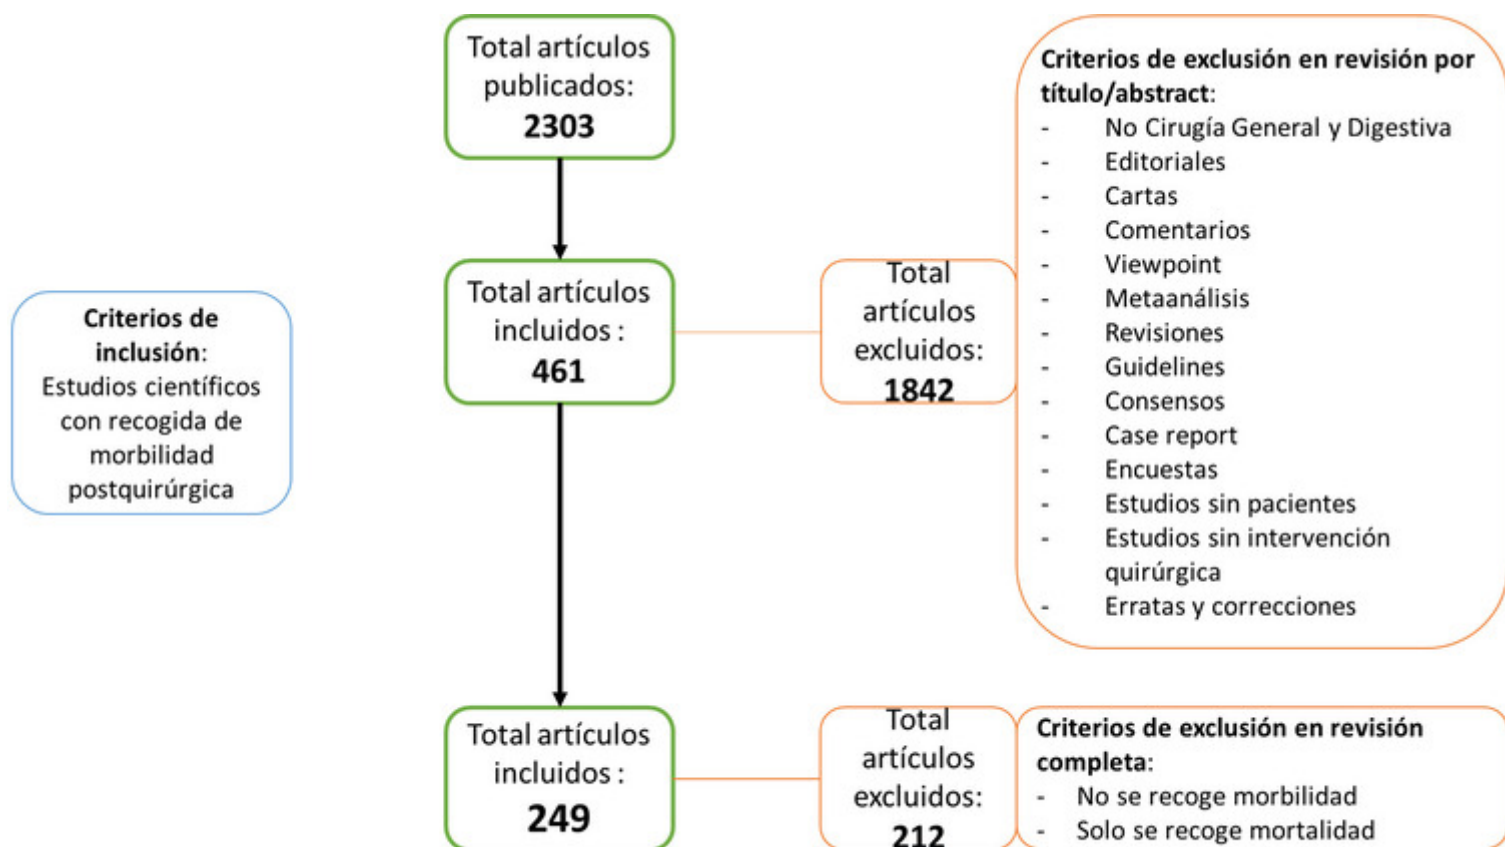 Total artículos
publicados:
2303
Criterios de exclusión en revisión por
título/abstract:
- No Cirugía General y Digestiva
- Editoriales
- Cartas
- Comentarios
- Viewpoint
- Metaanálisis
- Revisiones
- Guidelines
- Consensos
- Case report
- Encuestas
- Estudios sin pacientes
- Estudios sin intervención
quirúrgica
- Erratas y correcciones
Total artículos
incluidos :
461
Total
artículos
excluidos:
1842
Criterios de
inclusión:
Estudios científicos
con recogida de
morbilidad
postquirúrgica
Total artículos
incluidos :
249
Total
artículos
excluidos:
212
Criterios de exclusión en revisión
completa:
- No se recoge morbilidad
- Solo se recoge mortalidad